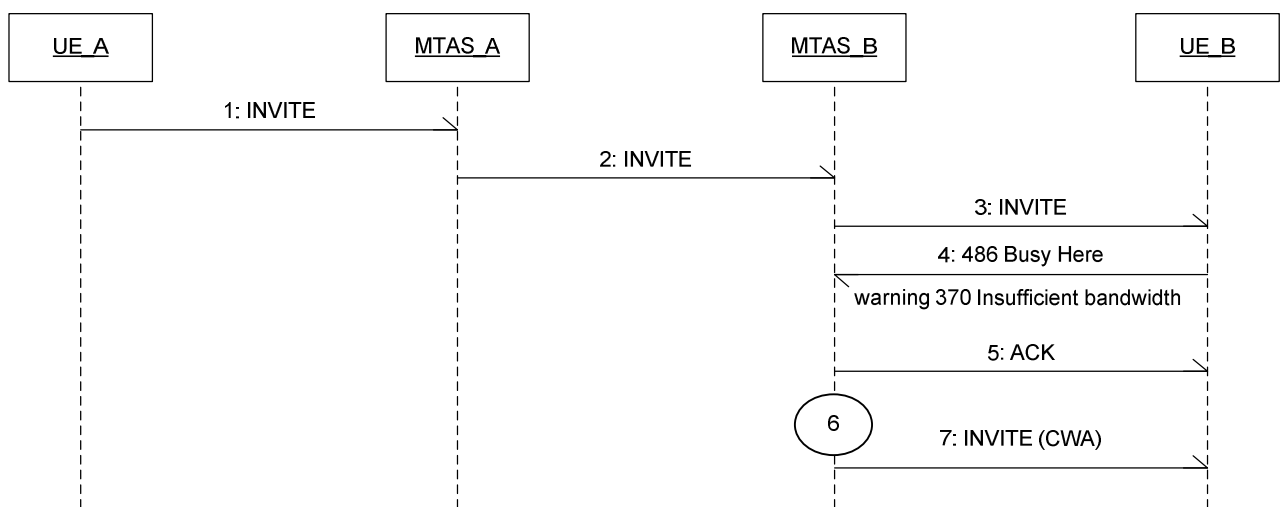 UE_A
MTAS_A
MTAS_B
UE_B
1: INVITE
2: INVITE
3: INVITE
4: 486 Busy Here
warning 370 Insufficient bandwidth
5: ACK
6
7: INVITE (CWA)